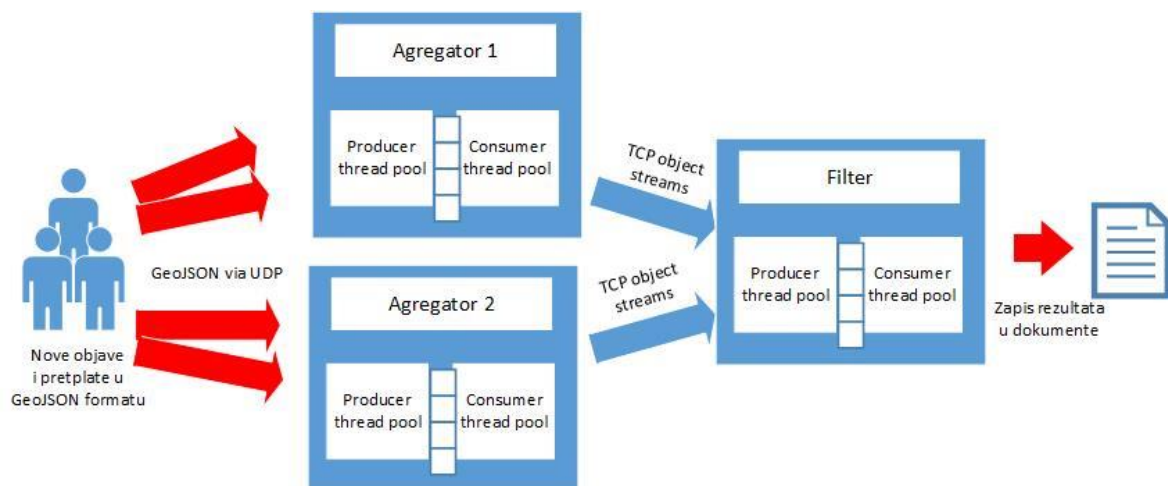 Nove objave
i pretplate u
GeoJSON formatu
GeoJSON via UDP
Agregator 1
Producer
thread pool
Consumer
thread pool
Agregator 2
Producer
thread pool
Consumer
thread pool
TCP object
streams
TCP object
streams
Filter
Producer
thread pool
Consumer
thread pool
Zapis rezultata
u dokumente